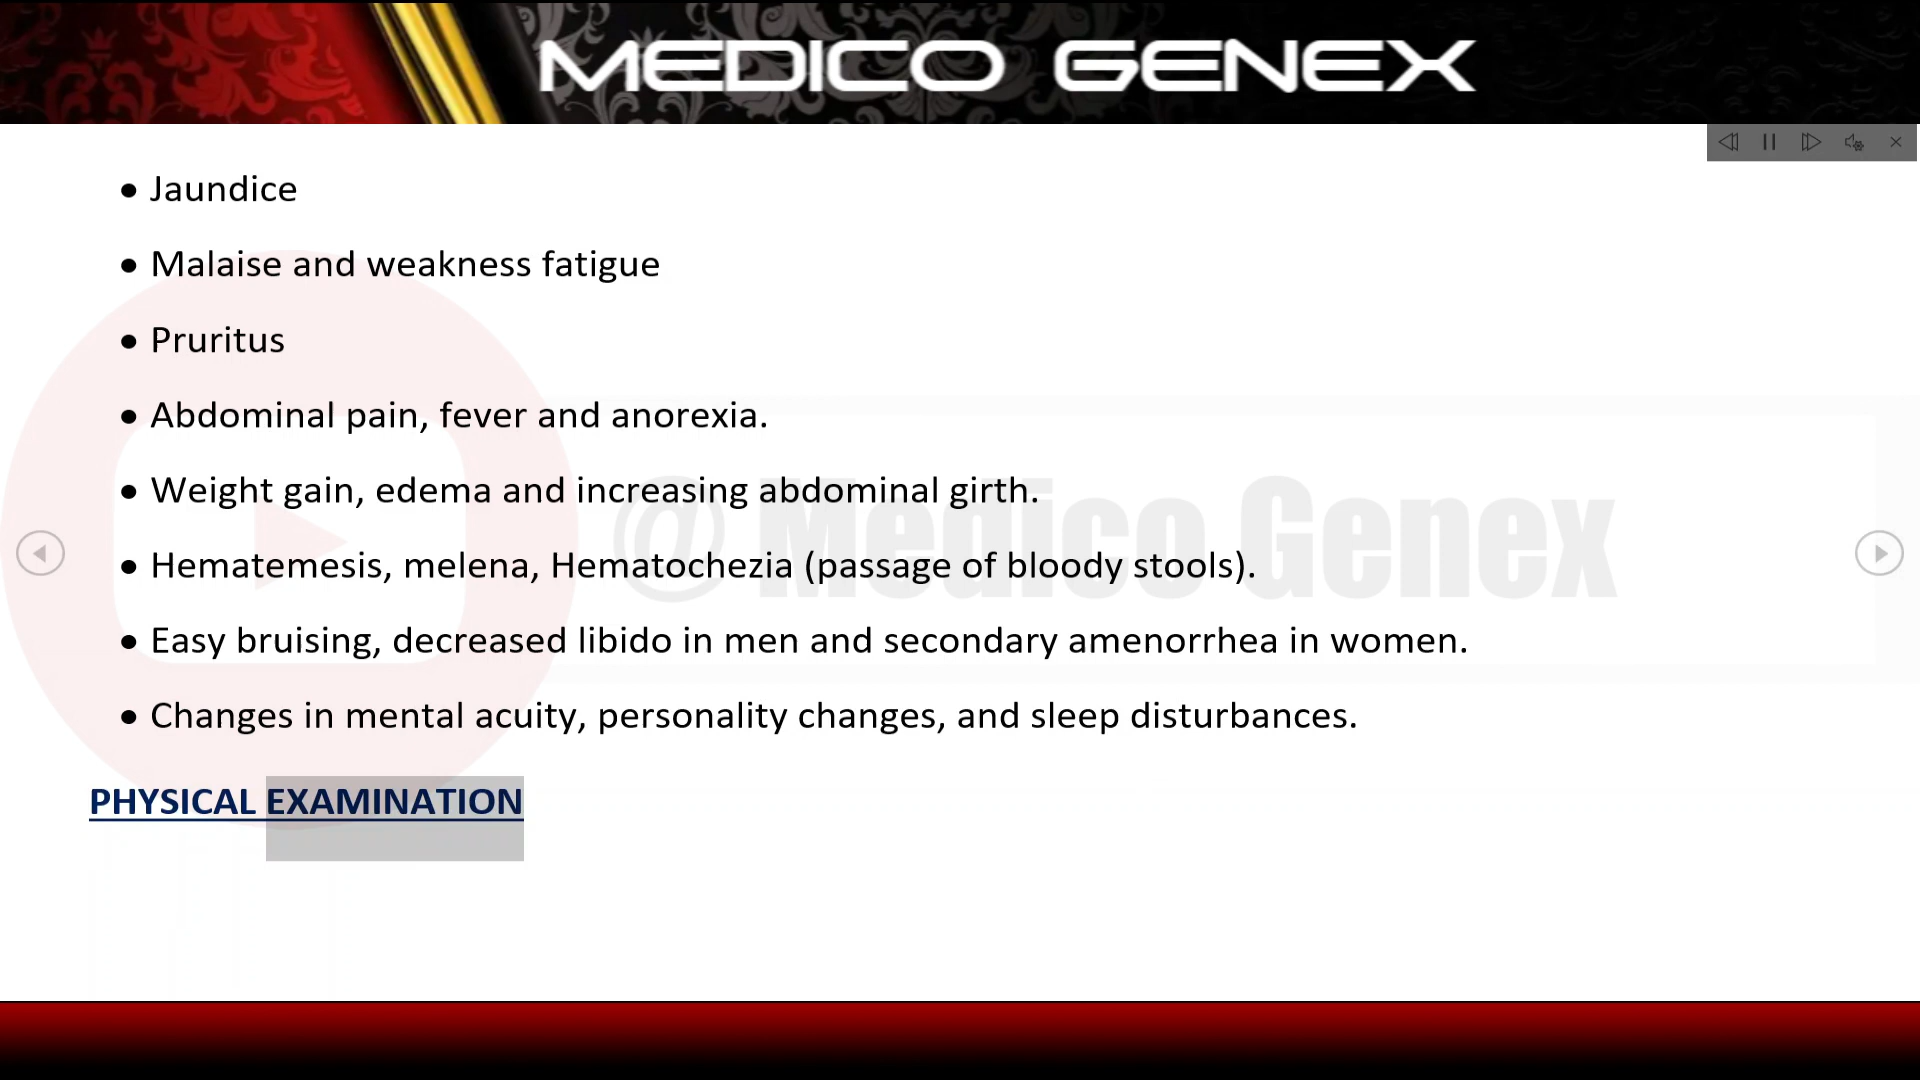 MEDICO GENEX
• Jaundice
• Malaise and weakness fatigue
• Pruritus
• Abdominal pain, fever and anorexia.
• Weight gain, edema and increasing abdominal girth.
@ Medico Genex
• Hematemesis, melena, Hematochezia (passage of bloody stools).
• Easy bruising, decreased libido in men and secondary amenorrhea in women.
• Changes in mental acuity, personality changes, and sleep disturbances.
PHYSICAL EXAMINATION